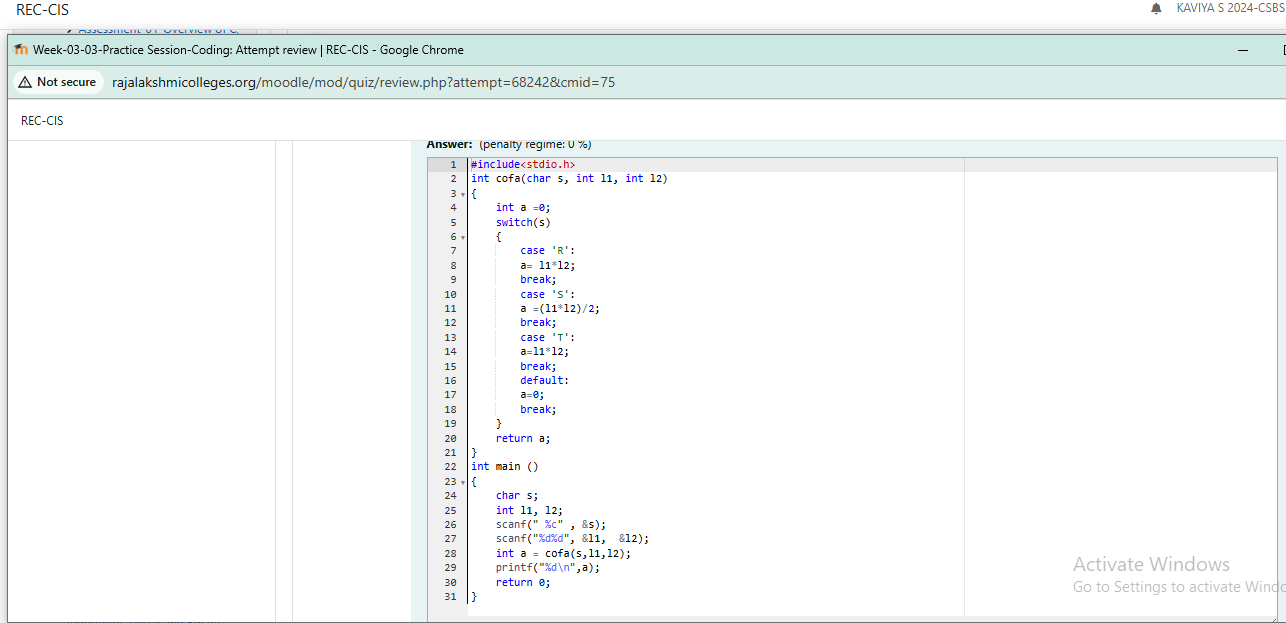 REC-CIS
KAVIYA S 2024-CSBS
Assessment-01-Overview of C,
Week-03-03-Practice Session-Coding: Attempt review | REC-CIS - Google Chrome
Not secure rajalakshmicolleges.org/moodle/mod/quiz/review.php?attempt=68242&cmid=75
REC-CIS
Answer: (penalty regime: 0 %)
1 #include<stdio.h>
2 int cofa(char s, int l1, int l2)
3 {
4 int a =0;
5 switch(s)
6 {
7 case 'R':
8 a= l1*l2;
9 break;
10 case 'S':
11 a =(l1*l2)/2;
12 break;
13 case 'T':
14 a=l1*l2;
15 break;
16 default:
17 a=0;
18 break;
19 }
20 return a;
21 }
22 int main ()
23 {
24 char s;
25 int l1, l2;
26 scanf(" %c" , &s);
27 scanf("%d%d", &l1, &l2);
28 int a = cofa(s,l1,l2);
29 printf("%d\n",a);
30 return 0;
31 }
Activate Windows
Go to Settings to activate Windo